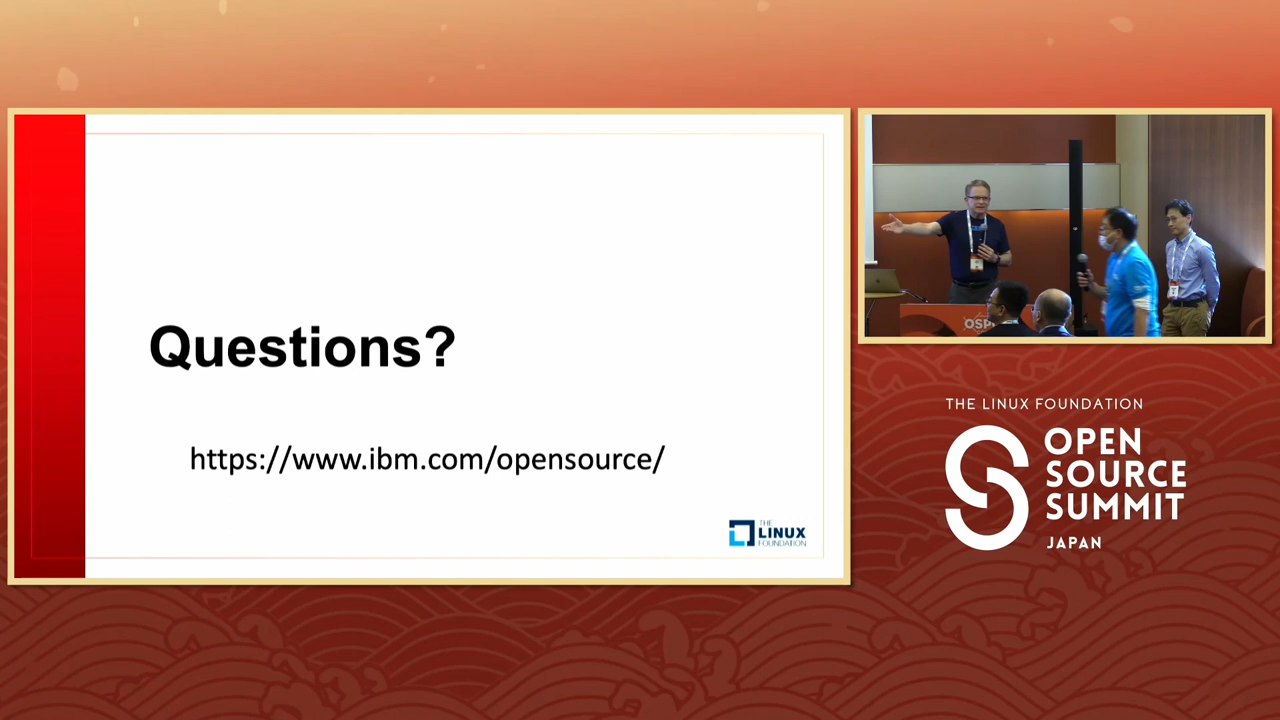 Questions?
https://www.ibm.com/opensource/
THE
LINUX
FOUNDATION
THE LINUX FOUNDATION
OPEN
SOURCE
SUMMIT
JAPAN